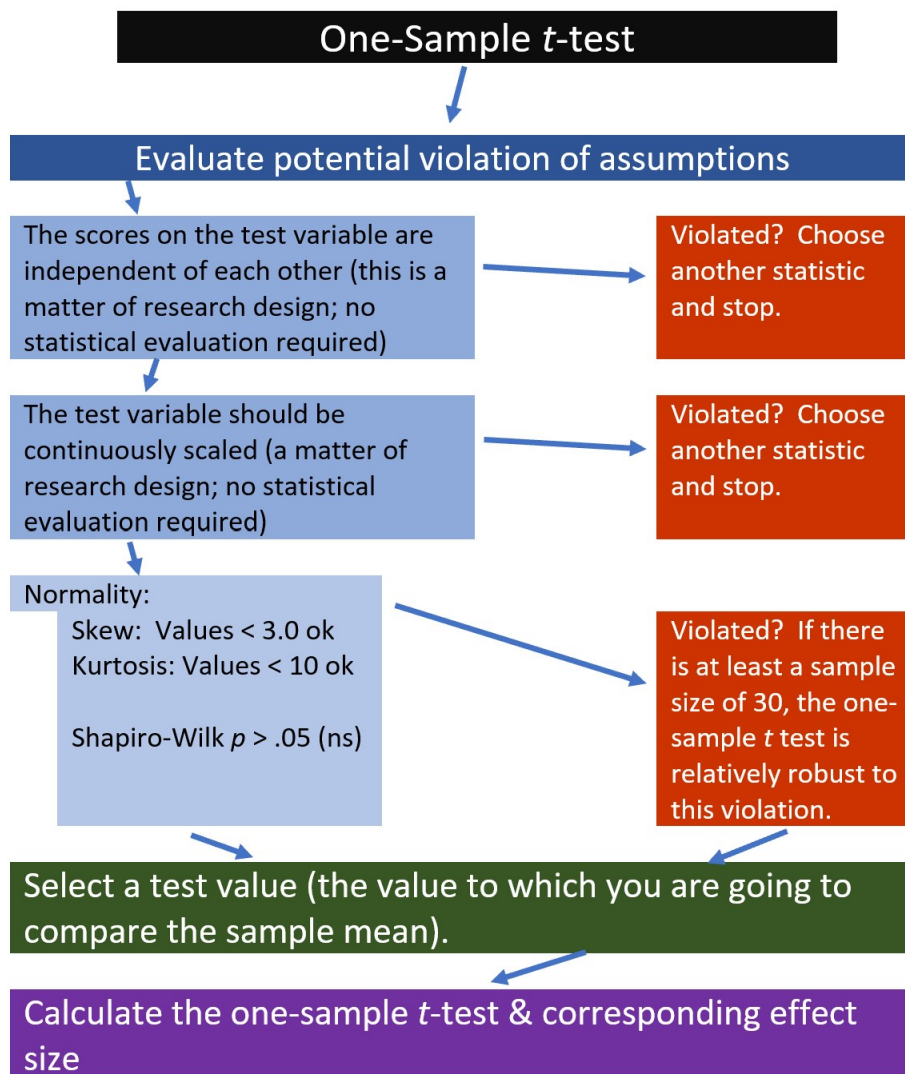 One-Sample t-test
Evaluate potential violation of assumptions
The scores on the test variable are
independent of each other (this is a
matter of research design; no
statistical evaluation required)
Violated?  Choose
another statistic
and stop.
The test variable should be
continuously scaled (a matter of
research design; no statistical
evaluation required)
Violated?  Choose
another statistic
and stop.
Normality:
Skew:  Values < 3.0 ok
Kurtosis: Values < 10 ok
Shapiro-Wilk p > .05 (ns)
Violated?  If there
is at least a sample
size of 30, the one-
sample t test is
relatively robust to
this violation.
Select a test value (the value to which you are going to
compare the sample mean).
Calculate the one-sample t-test & corresponding effect
size